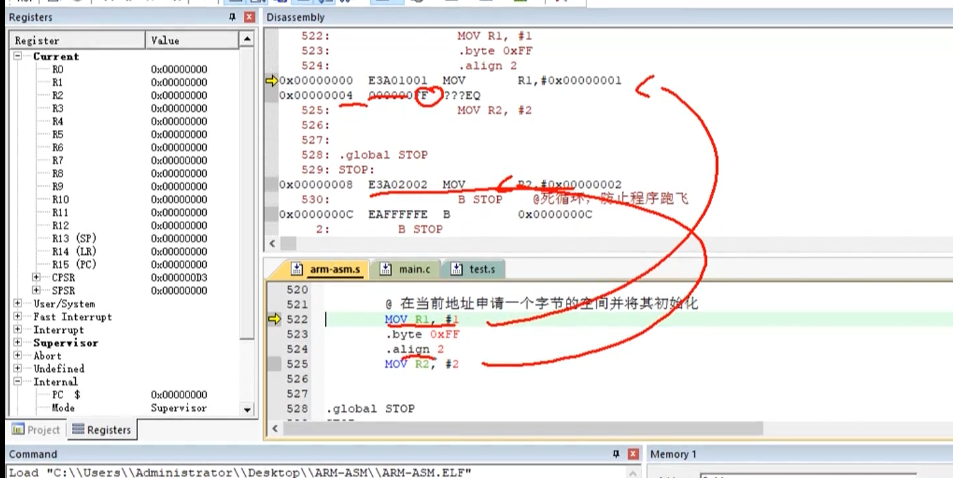 Registers
Disassembly
Register Value
Current
R0 0x00000000
R1 0x00000000
R2 0x00000000
R3 0x00000000
R4 0x00000000
R5 0x00000000
R6 0x00000000
R7 0x00000000
R8 0x00000000
R9 0x00000000
R10 0x00000000
R11 0x00000000
R12 0x00000000
R13 (SP) 0x00000000
R14 (LR) 0x00000000
R15 (PC) 0x00000000
CPSR 0x000000D3
SPSR 0x00000000
User/System
Fast Interrupt
Interrupt
Supervisor
Abort
Undefined
Internal
PC $ 0x00000000
Mode Supervisor
Project Registers
522: MOV R1, #1
523: .byte 0xFF
524: .align 2
0x00000000 E3A01001 MOV R1,#0x00000001
0x00000004 000000FF ???EQ
525: MOV R2, #2
526:
527:
528: .global STOP
529: STOP:
0x00000008 E3A02002 MOV R2,#0x00000002
530: B STOP @死循环，防止程序跑飞
0x0000000C EAFFFFFE B 0x0000000C
2: B STOP
arm-asm.s main.c test.s
520
521 @ 在当前地址申请一个字节的空间并将其初始化
522 MOV R1, #1
523 .byte 0xFF
524 .align 2
525 MOV R2, #2
526
527
528 .global STOP
Command
Load "C:\\Users\\Administrator\\Desktop\\ARM-ASM\\ARM-ASM.ELF"
Memory 1